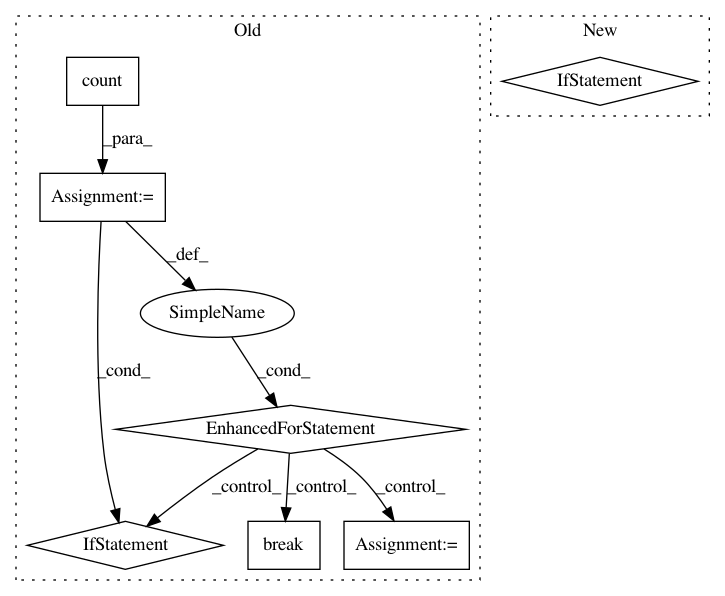 Old
New
count
IfStatement
_para_
Assignment:=
_def_
SimpleName
_cond_
_cond_
EnhancedForStatement
_control_
_control_
_control_
IfStatement
break
Assignment:=